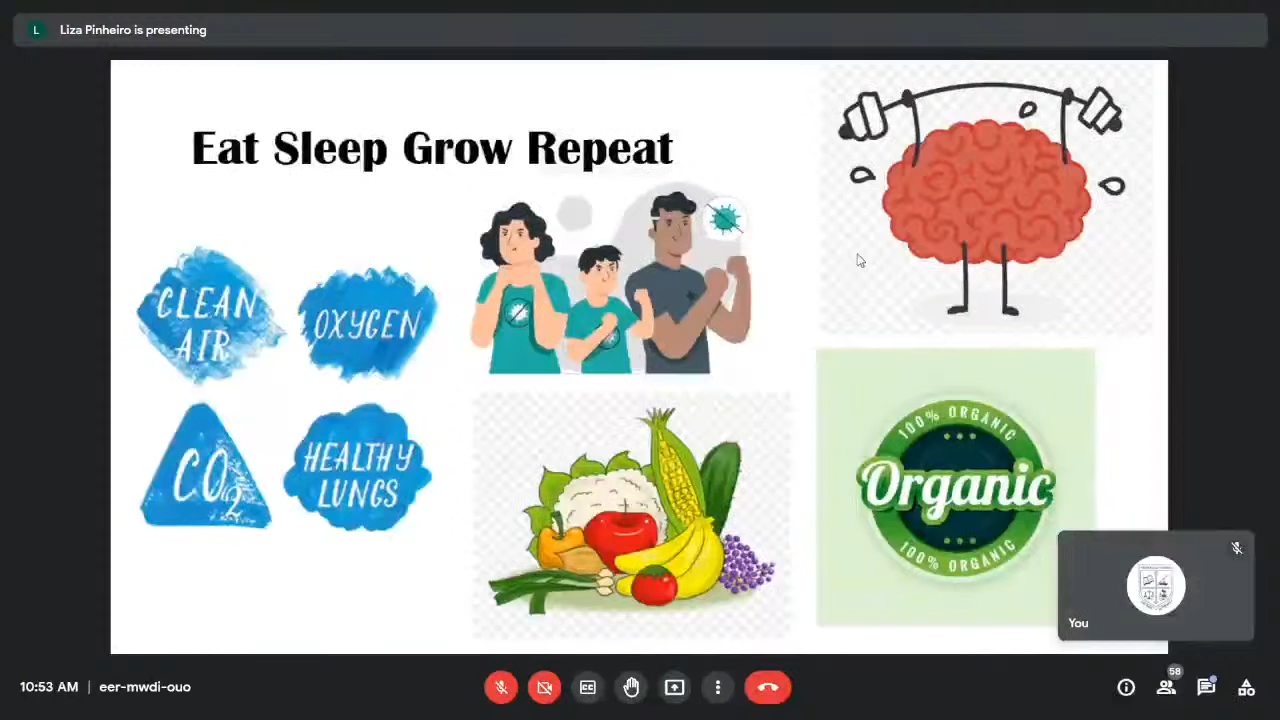 L
Liza Pinheiro is presenting
Eat Sleep Grow Repeat
CLEAN
AIR
OXYGEN
CO2
HEALTHY
LUNGS
100% ORGANIC
Organic
100% ORGANIC
You
10:53 AM | eer-mwdi-ouo
58